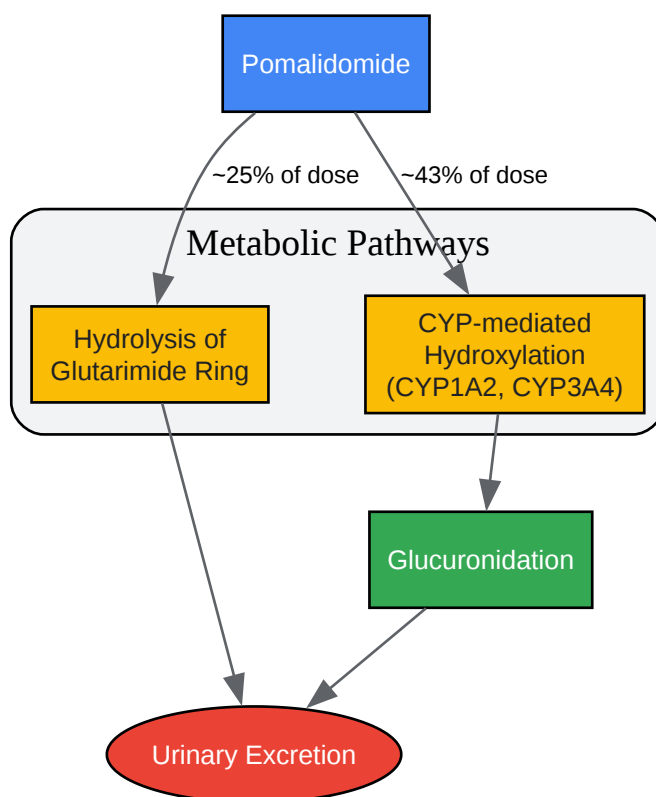 Pomalidomide
~25% of dose
~43% of dose
Metabolic Pathways
Hydrolysis of
Glutarimide Ring
CYP-mediated
Hydroxylation
(CYP1A2, CYP3A4)
Glucuronidation
Urinary Excretion